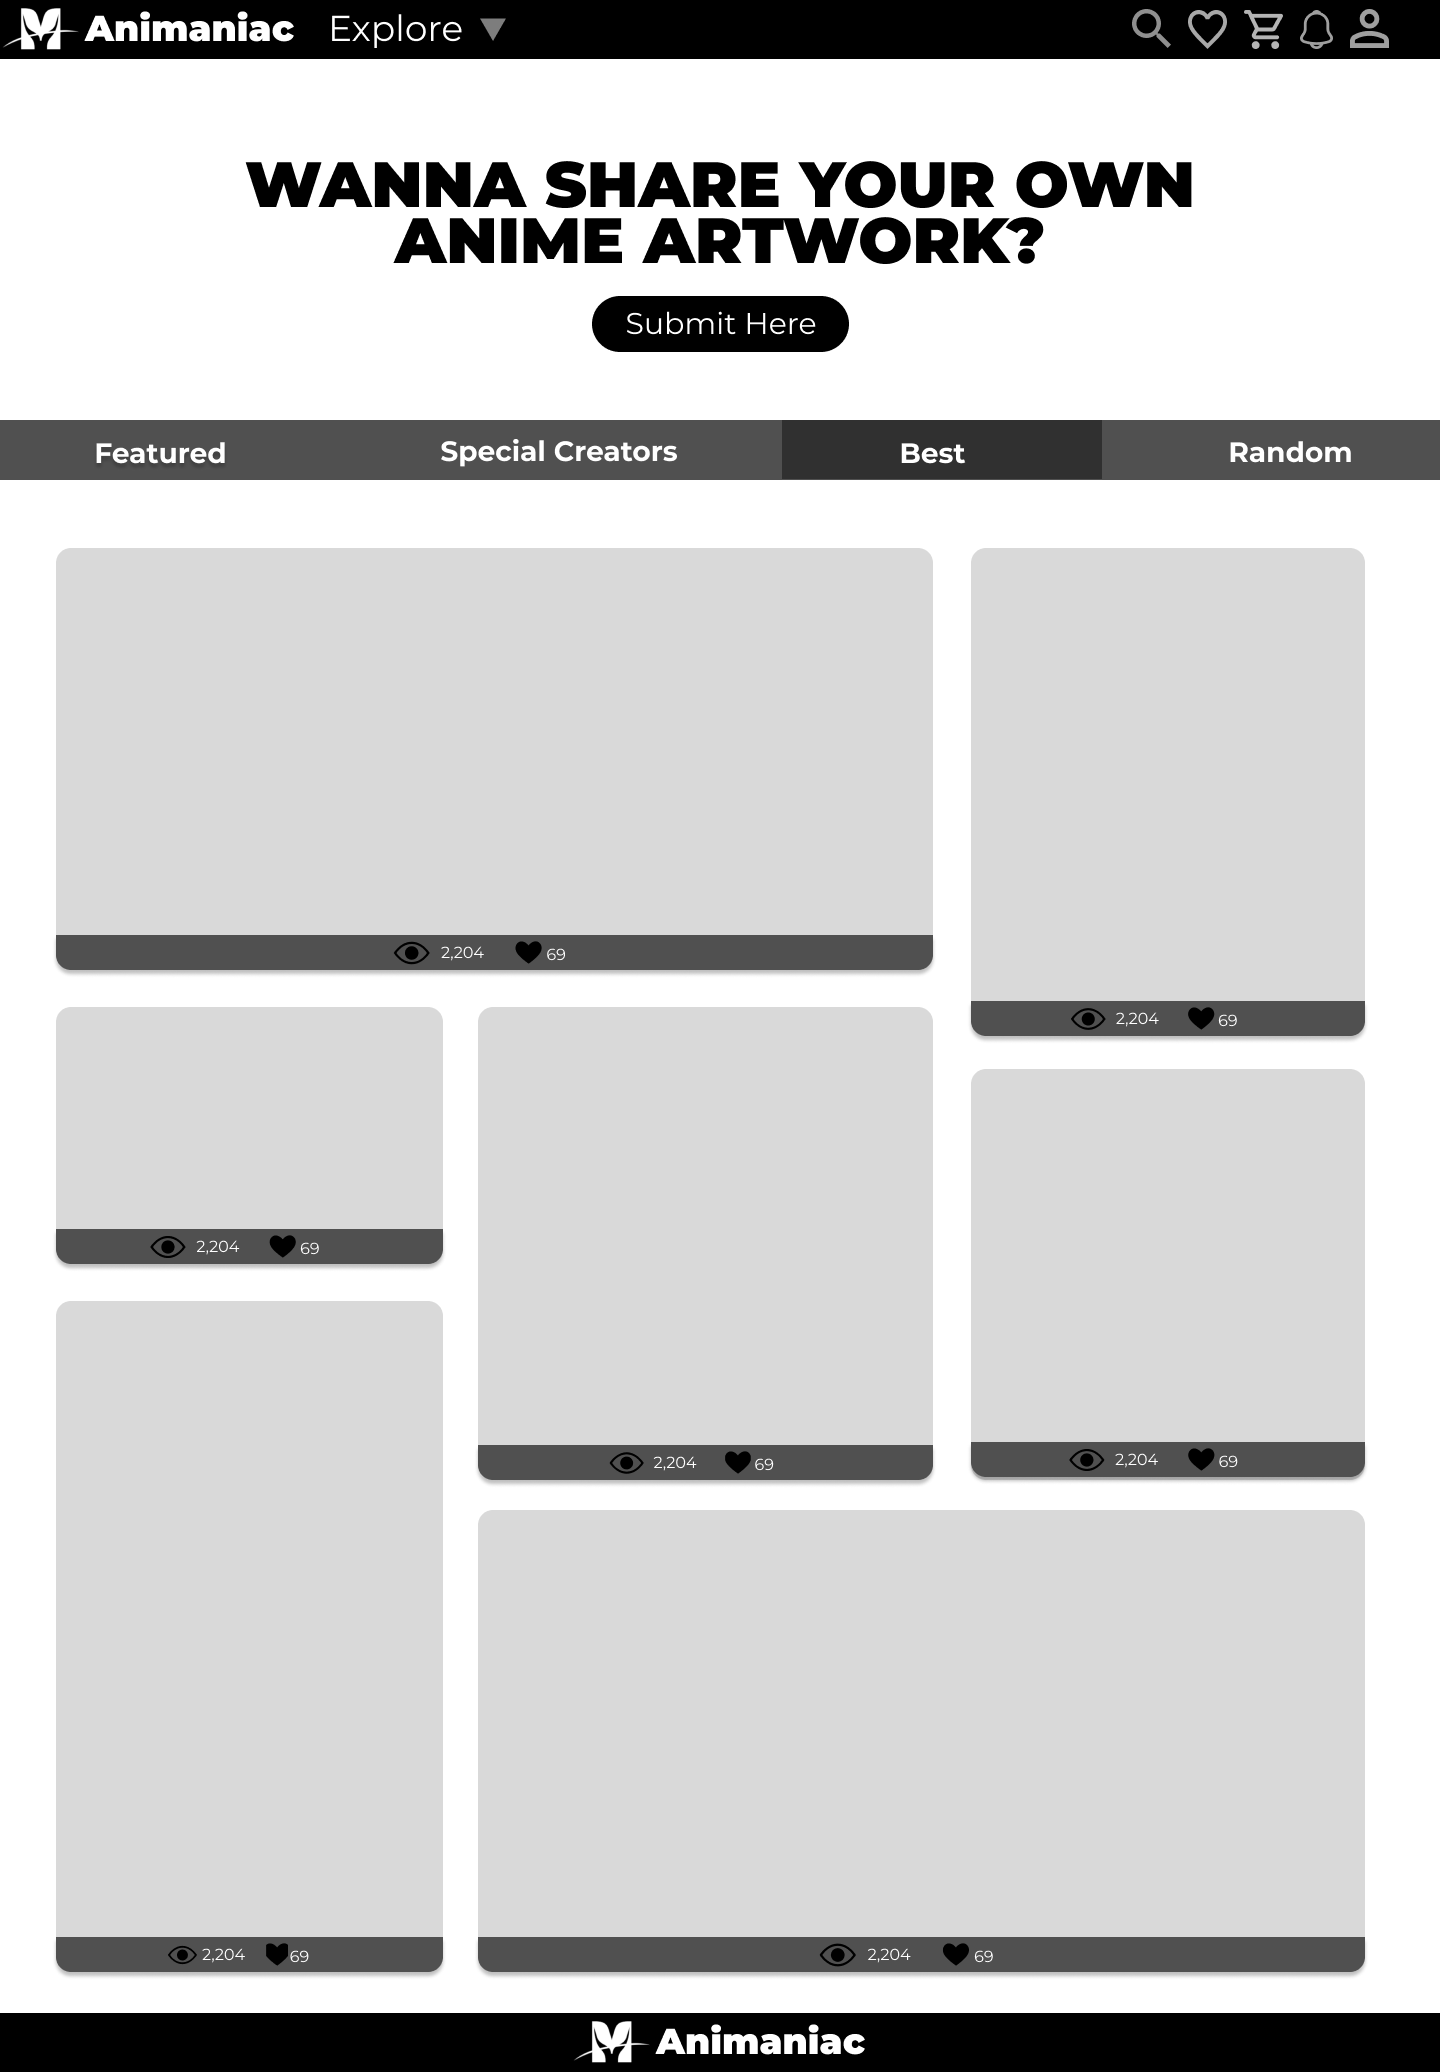 Animaniac Explore
WANNA SHARE YOUR OWN
ANIME ARTWORK?
Submit Here
Featured Special Creators Best Random
2,204 69
2,204 69
2,204 69
2,204 69
2,204 69
2,204 69
2,204 69
Animaniac